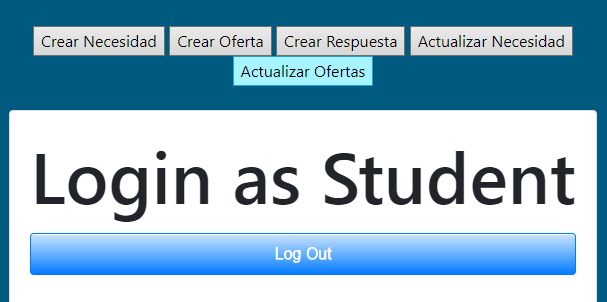 Crear Necesidad Crear Oferta Crear Respuesta Actualizar Necesidad
Actualizar Ofertas
Login as Student
Log Out